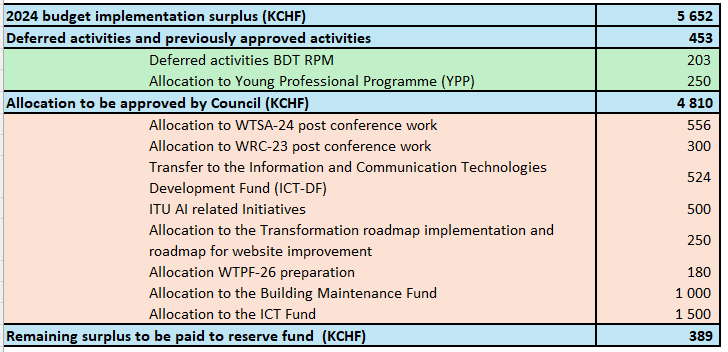 2024 budget implementation surplus (KCHF) 5 652
Deferred activities and previously approved activities 453
Deferred activities BDT RPM 203
Allocation to Young Professional Programme (YPP) 250
Allocation to be approved by Council (KCHF) 4 810
Allocation to WTSA-24 post conference work 556
Allocation to WRC-23 post conference work 300
Transfer to the Information and Communication Technologies
Development Fund (ICT-DF) 524
ITU AI related Initiatives 500
Allocation to the Transformation roadmap implementation and
roadmap for website improvement 250
Allocation WTPF-26 preparation 180
Allocation to the Building Maintenance Fund 1 000
Allocation to the ICT Fund 1 500
Remaining surplus to be paid to reserve fund (KCHF) 389